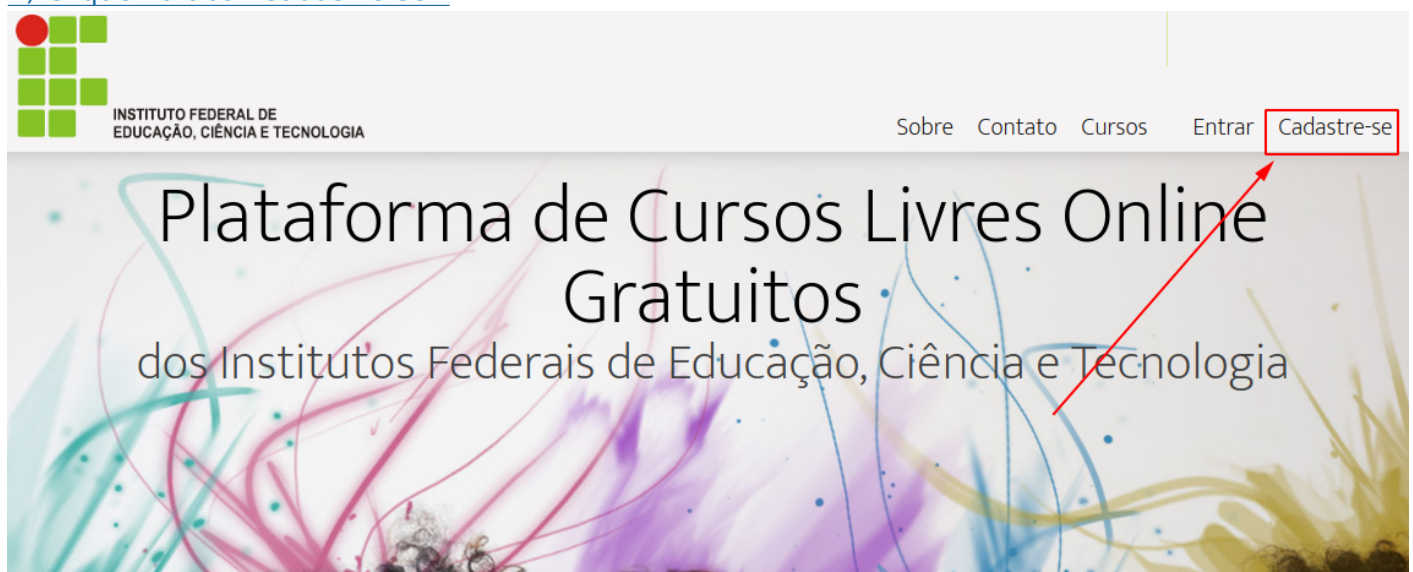 INSTITUTO FEDERAL DE
EDUCAÇÃO, CIÊNCIA E TECNOLOGIA
Sobre Contato Cursos Entrar Cadastre-se
Plataforma de Cursos Livres Online
Gratuitos
dos Institutos Federais de Educação, Ciência e Tecnologia